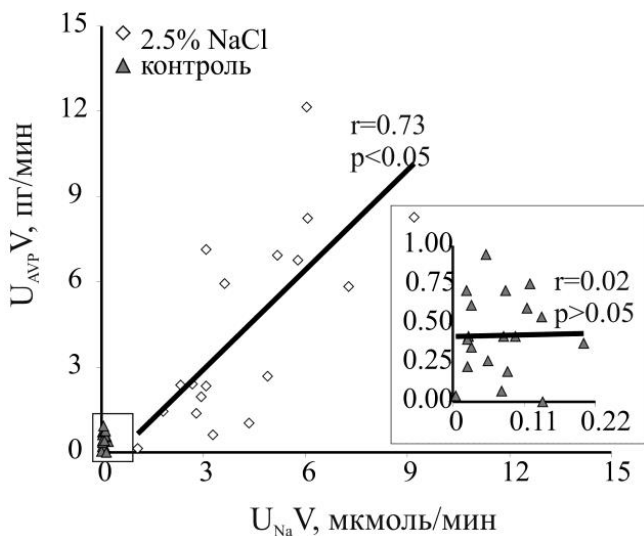 15
2.5% NaCl
контроль
12
r=0.73
p<0.05
9
6
3
0
U_AVP V, пг/мин
1.00
0.75
0.50
0.25
0.00
r=0.02
p>0.05
0 0.11 0.22
0 3 6 9 12 15
U_Na V, мкмоль/мин